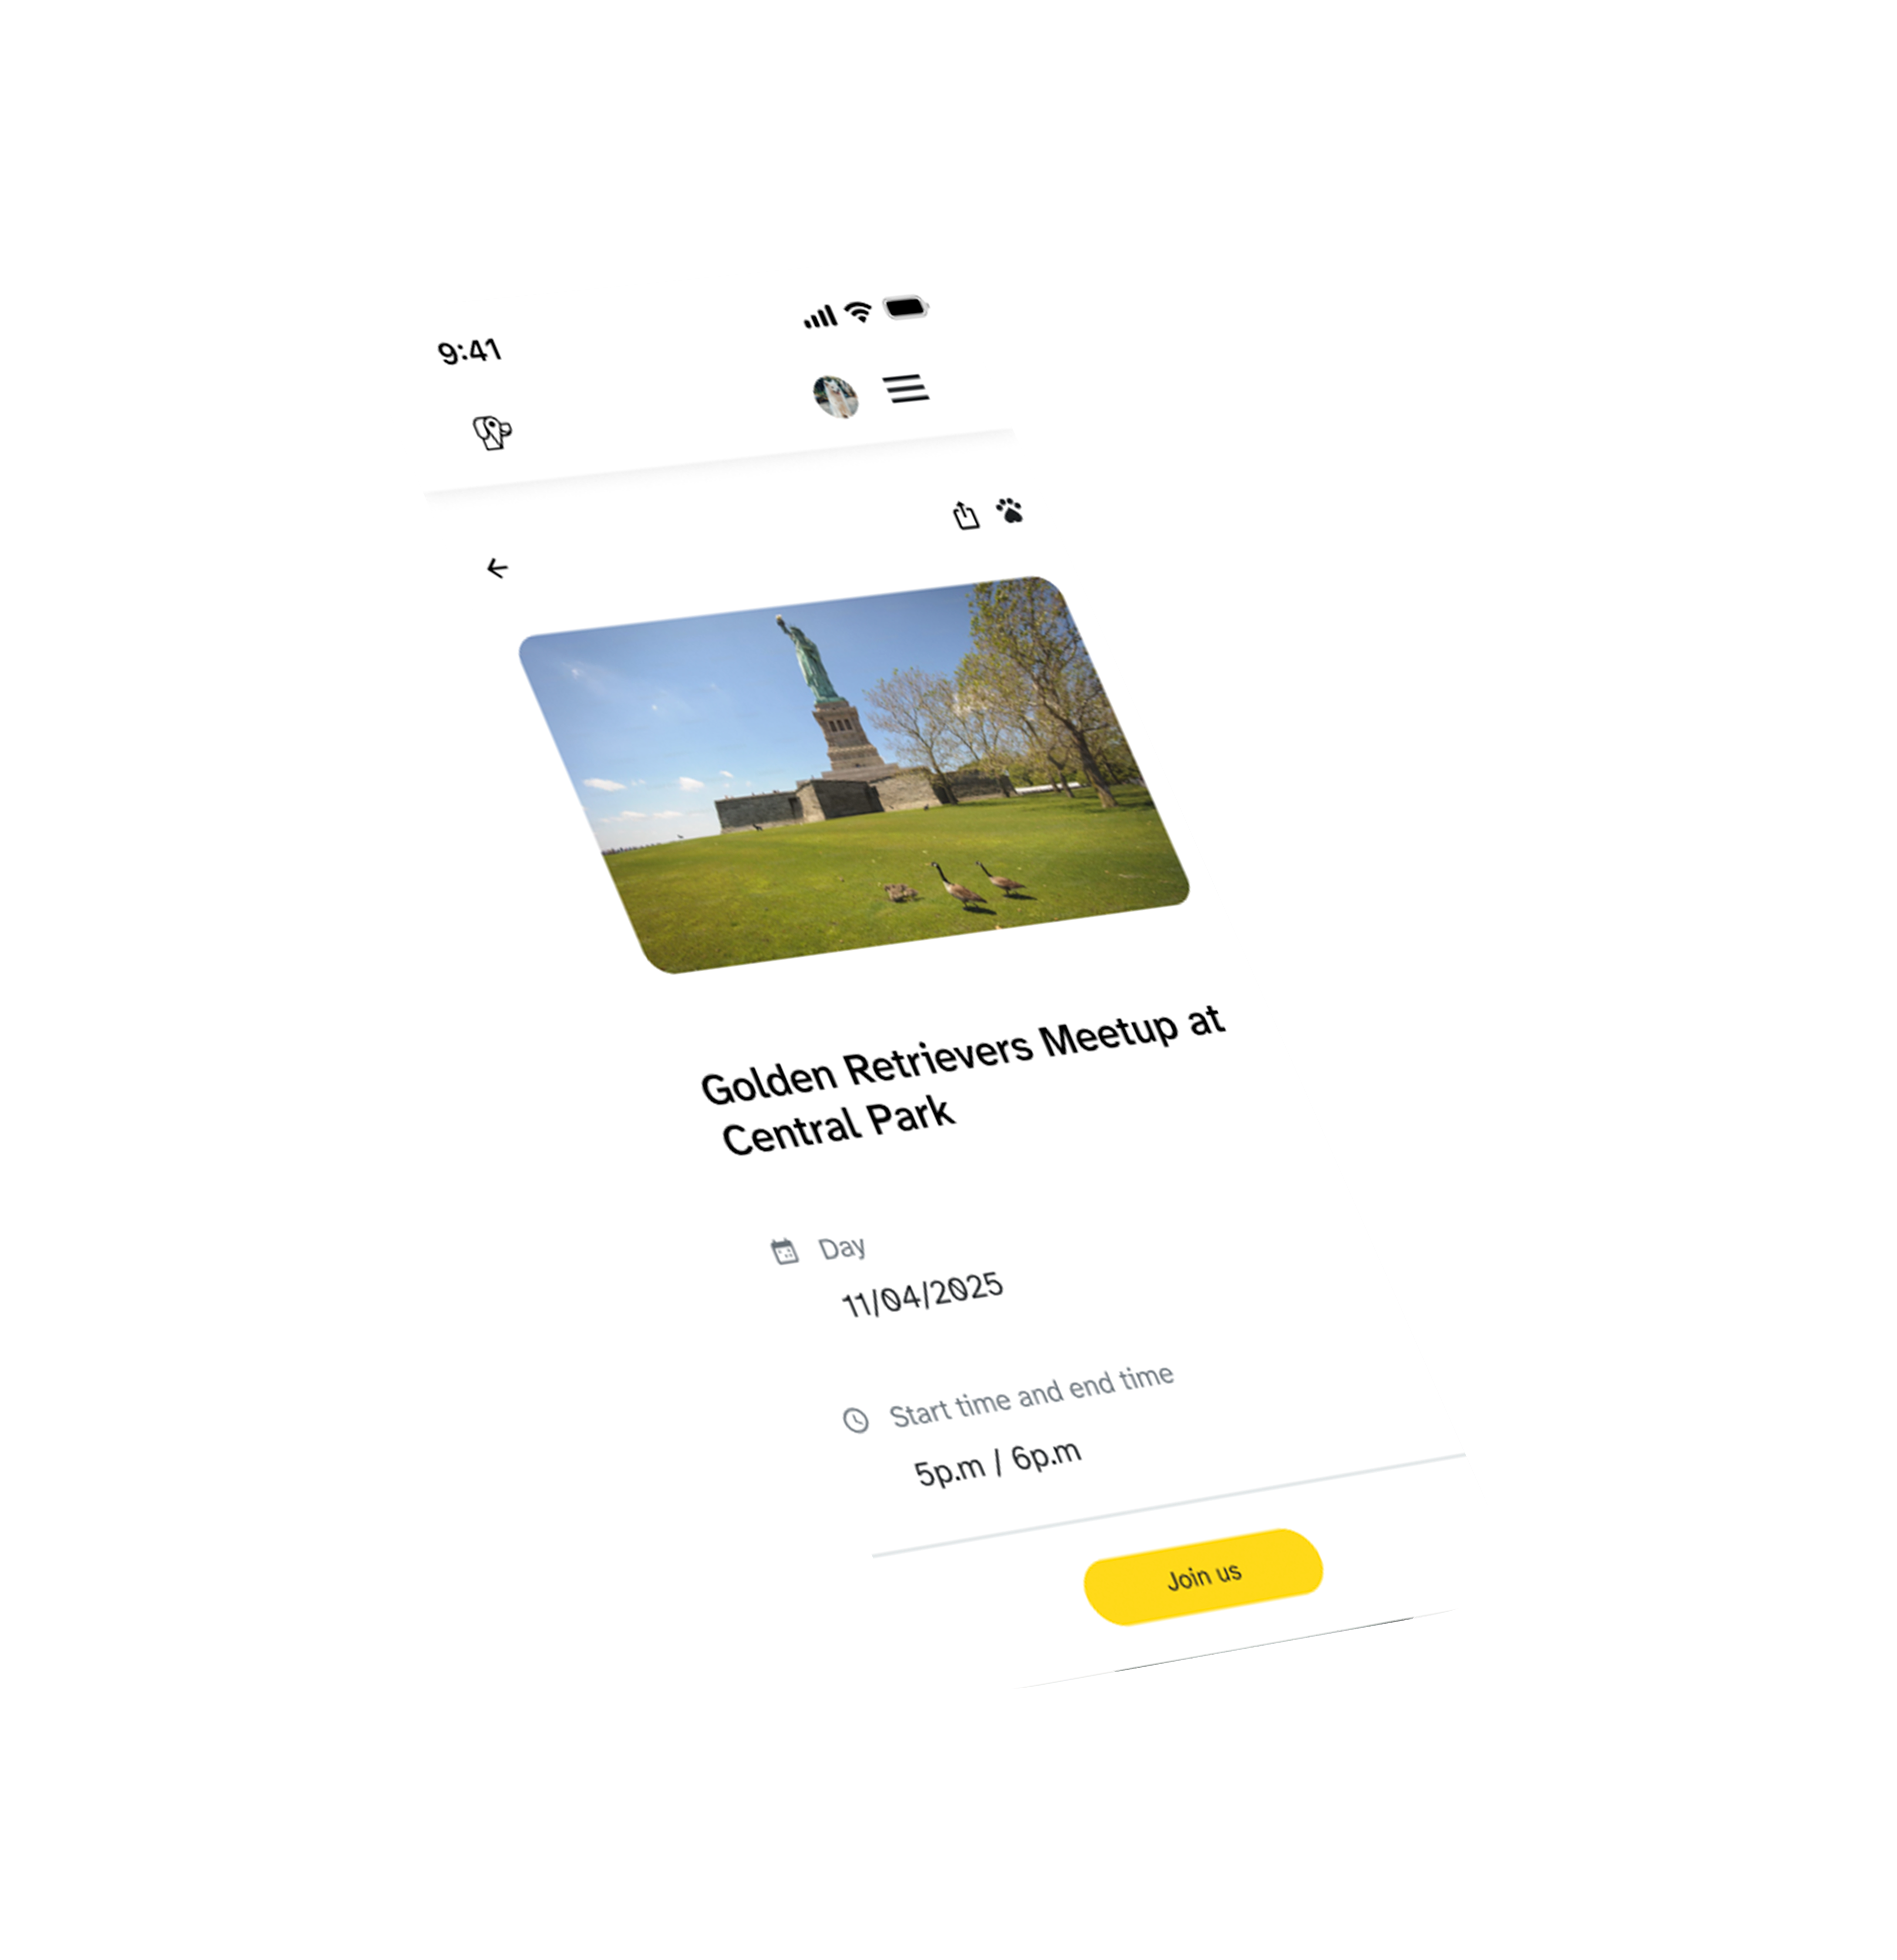 9:41
Golden Retrievers Meetup at
Central Park
Day
11/04/2025
Start time and end time
5p.m / 6p.m
Join us